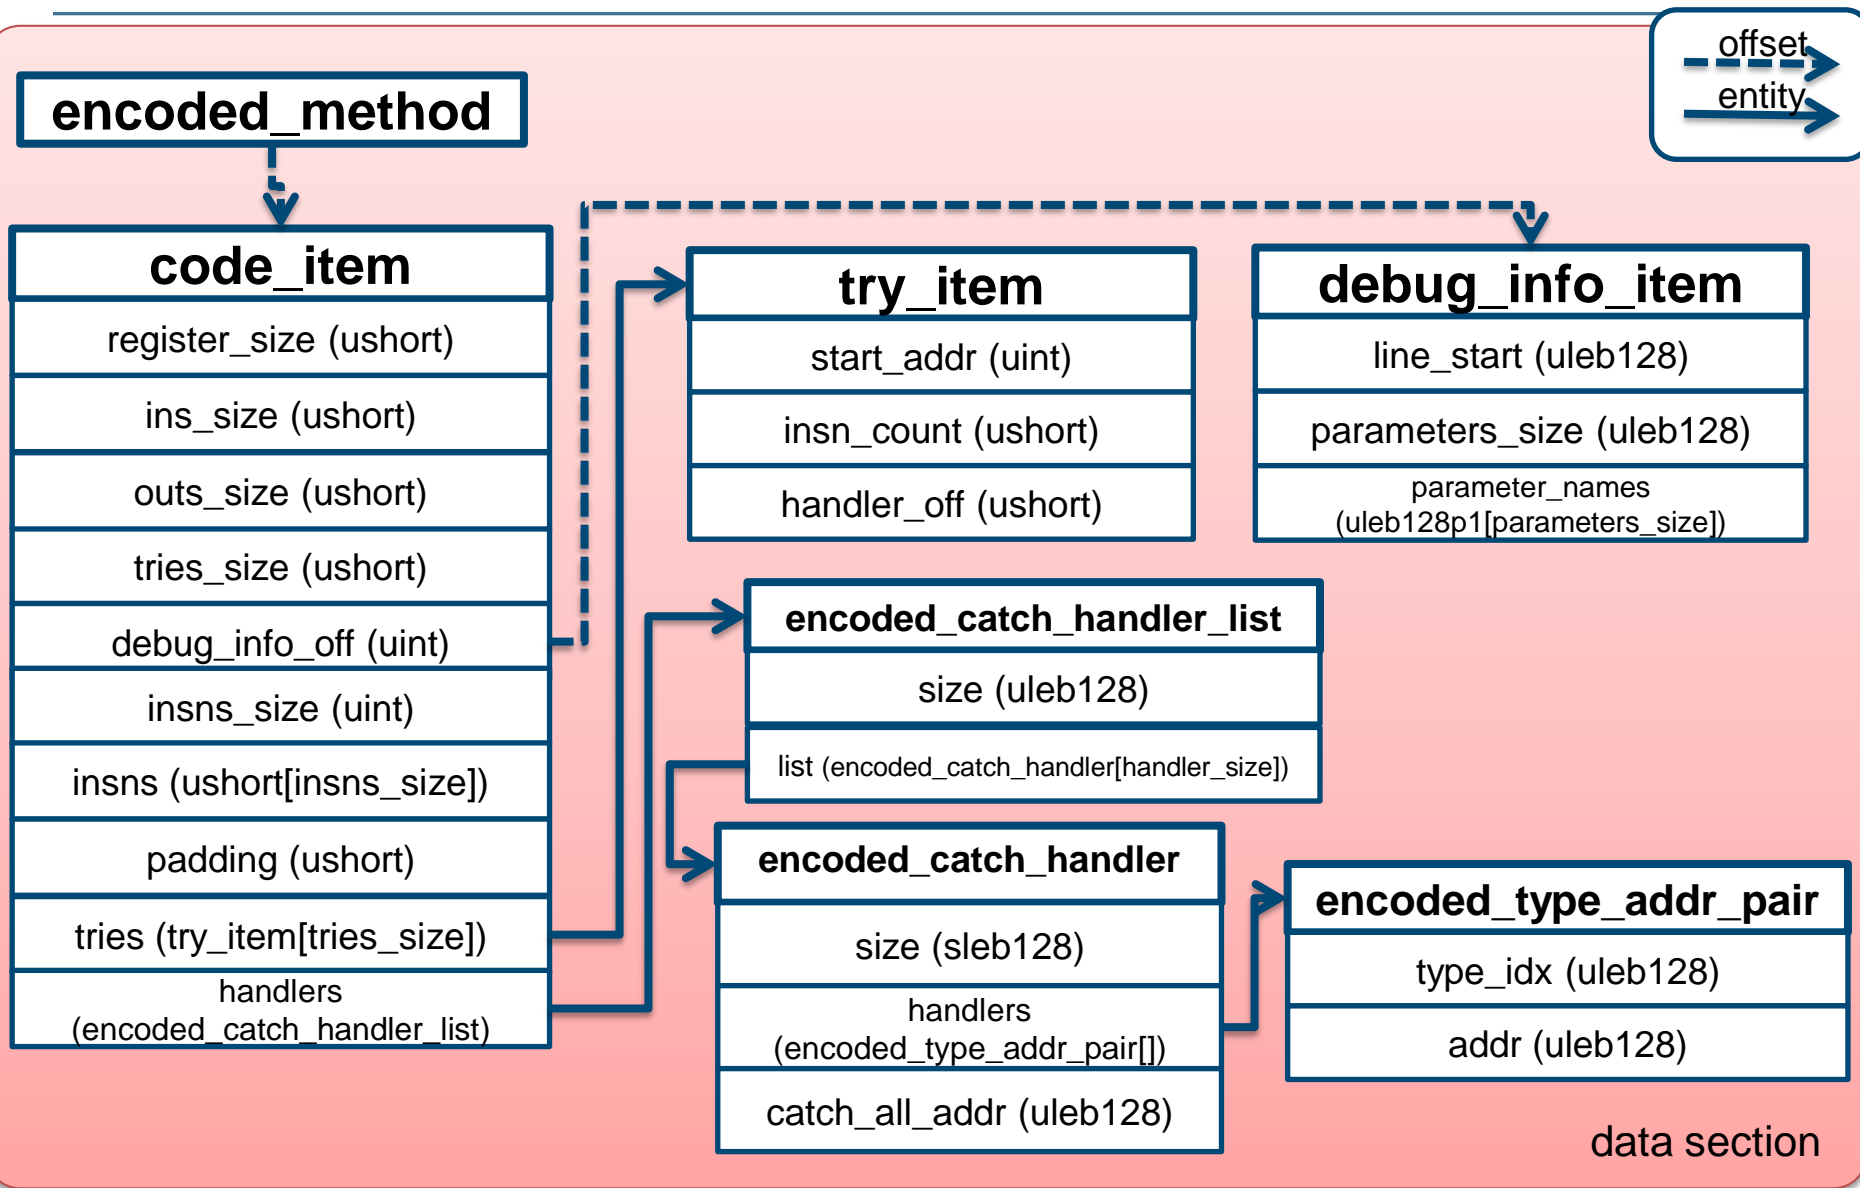 offset
entity
encoded_method
code_item
register_size (ushort)
ins_size (ushort)
outs_size (ushort)
tries_size (ushort)
debug_info_off (uint)
insns_size (uint)
insns (ushort[insns_size])
padding (ushort)
tries (try_item[tries_size])
handlers
(encoded_catch_handler_list)
try_item
start_addr (uint)
insn_count (ushort)
handler_off (ushort)
debug_info_item
line_start (uleb128)
parameters_size (uleb128)
parameter_names
(uleb128p1[parameters_size])
encoded_catch_handler_list
size (uleb128)
list (encoded_catch_handler[handler_size])
encoded_catch_handler
size (sleb128)
handlers
(encoded_type_addr_pair[])
catch_all_addr (uleb128)
encoded_type_addr_pair
type_idx (uleb128)
addr (uleb128)
data section